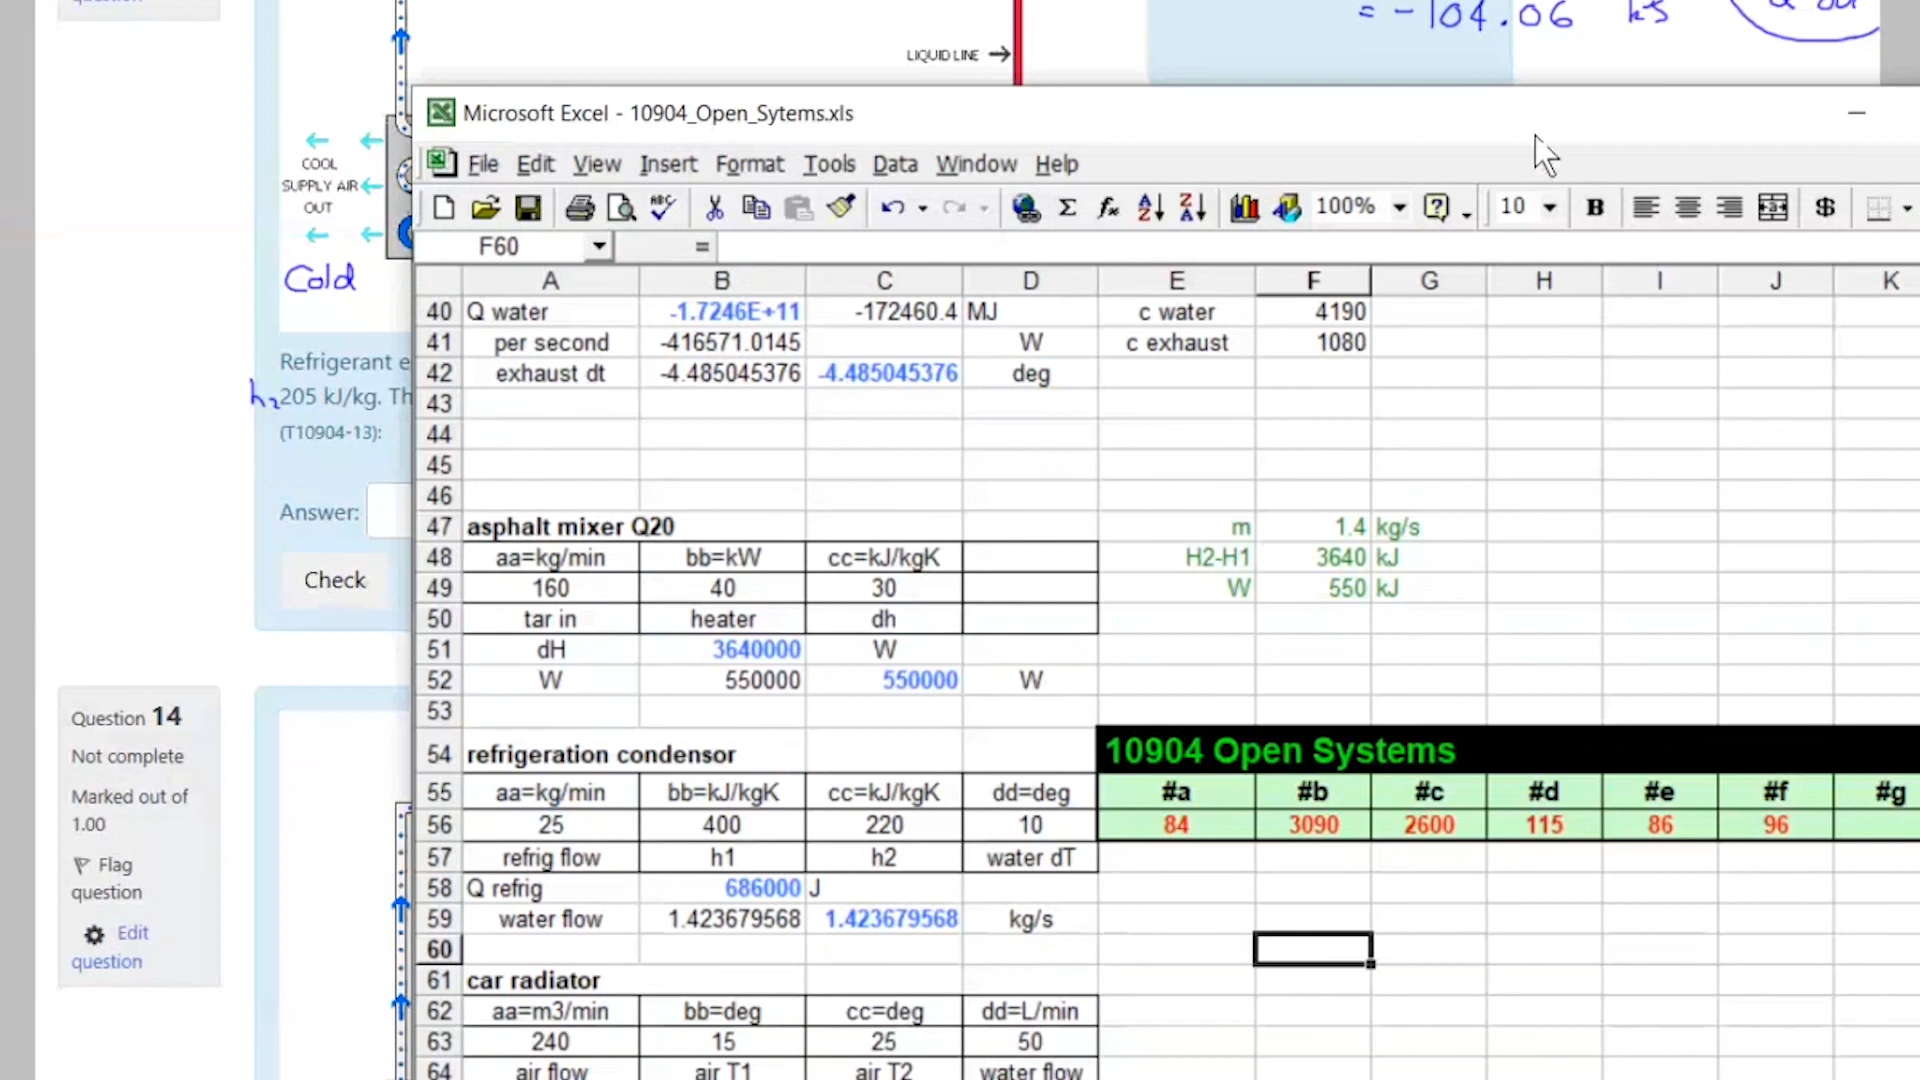 question
= -104.06 kJ
LIQUID LINE
COOL
SUPPLY AIR
OUT
Cold
Refrigerant e
h2 205 kJ/kg. Th
(T10904-13):
Answer:
Check
Question 14
Not complete
Marked out of
1.00
Flag
question
Edit
question
Microsoft Excel - 10904_Open_Sytems.xls
File Edit View Insert Format Tools Data Window Help
100% 10 B $
F60 =
A B C D E F G H I J K
40 Q water -1.7246E+11 -172460.4 MJ c water 4190
41 per second -416571.0145 W c exhaust 1080
42 exhaust dt -4.485045376 -4.485045376 deg
43
44
45
46
47 asphalt mixer Q20 m 1.4 kg/s
48 aa=kg/min bb=kW cc=kJ/kgK H2-H1 3640 kJ
49 160 40 30 W 550 kJ
50 tar in heater dh
51 dH 3640000 W
52 W 550000 550000 W
53
54 refrigeration condensor 10904 Open Systems
55 aa=kg/min bb=kJ/kgK cc=kJ/kgK dd=deg #a #b #c #d #e #f #g
56 25 400 220 10 84 3090 2600 115 86 96
57 refrig flow h1 h2 water dT
58 Q refrig 686000 J
59 water flow 1.423679568 1.423679568 kg/s
60
61 car radiator
62 aa=m3/min bb=deg cc=deg dd=L/min
63 240 15 25 50
64 air flow air T1 air T2 water flow